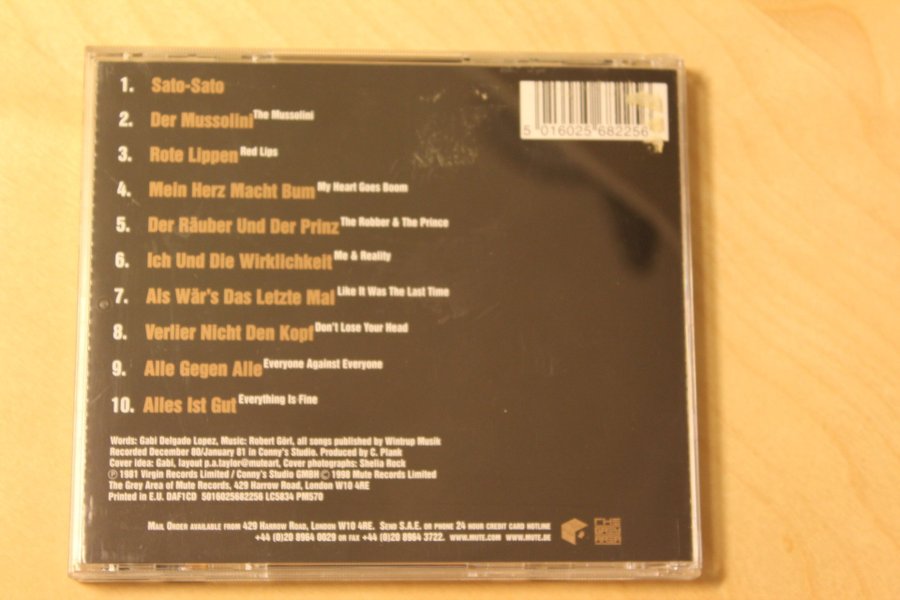 1. Sato-Sato
5 016025 682256
2. Der Mussolini The Mussolini
3. Rote Lippen Red Lips
4. Mein Herz Macht Bum My Heart Goes Boom
5. Der Räuber Und Der Prinz The Robber & The Prince
6. Ich Und Die Wirklichkeit Me & Reality
7. Als Wär's Das Letzte Mal Like It Was The Last Time
8. Verlier Nicht Den Kopf Don't Lose Your Head
9. Alle Gegen Alle Everyone Against Everyone
10. Alles Ist Gut Everything Is Fine
Words: Gabi Delgado Lopez, Music: Robert Görl, all songs published by Wintrup Musik
Recorded December 80/January 81 in Conny's Studio. Produced by C. Plank
Cover idea: Gabi, layout p.a.taylor@muteart, Cover photographs: Sheila Rock
℗ 1981 Virgin Records Limited / Conny's Studio GMBH © 1998 Mute Records Limited
The Grey Area of Mute Records, 429 Harrow Road, London W10 4RE
Printed in E.U. DAF1CD 5016025682256 LC5834 PM570
Mail Order available from 429 Harrow Road, London W10 4RE. Send S.A.E. or phone 24 hour credit card hotline
+44 (0)20 8964 0029 or fax +44 (0)20 8964 3722. www.mute.com www.mute.de